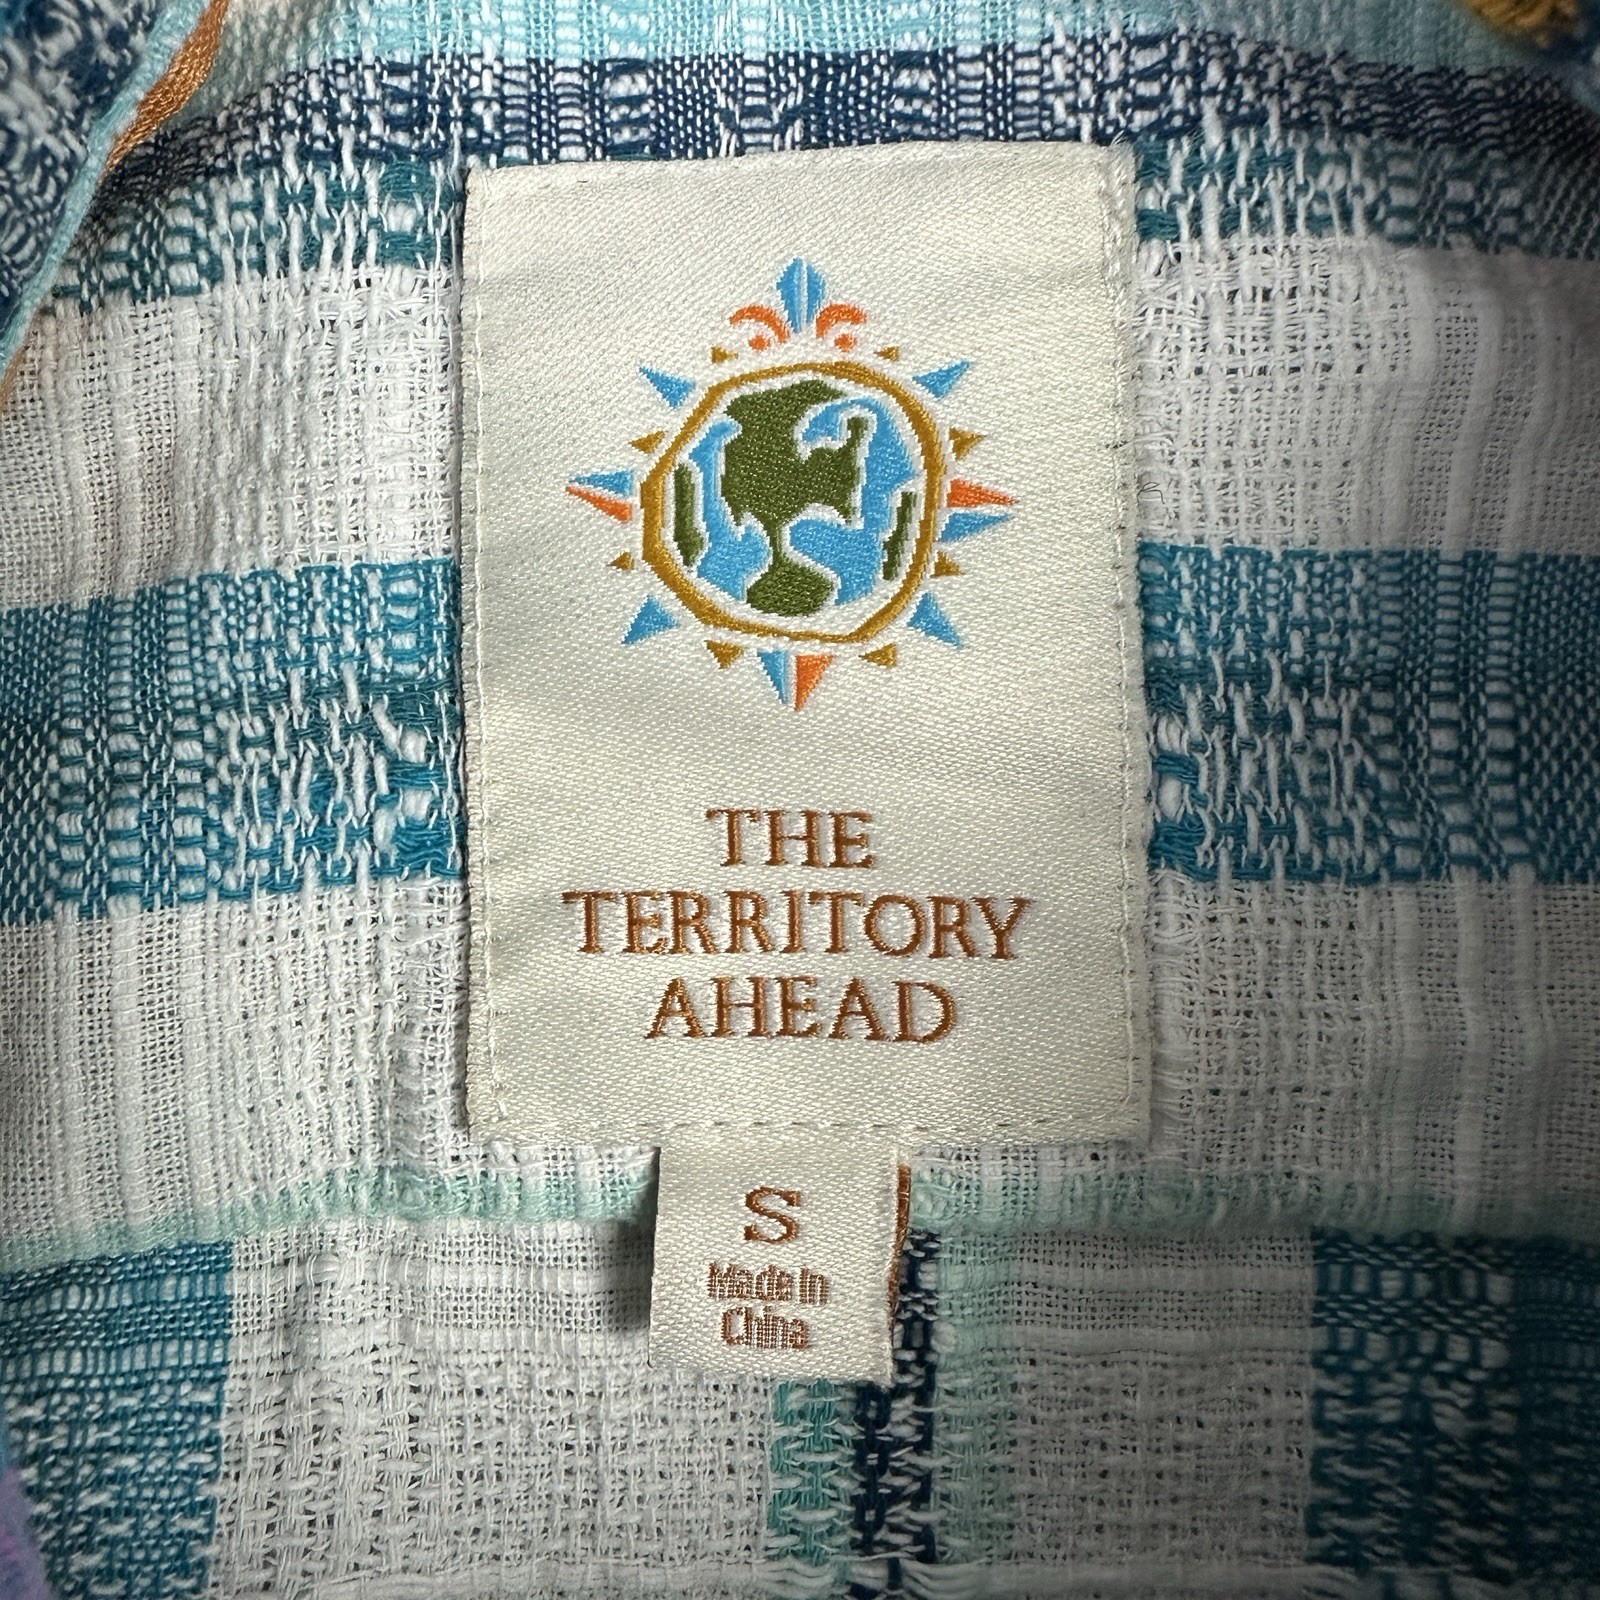 THE
TERRITORY
AHEAD
S
Made In
China